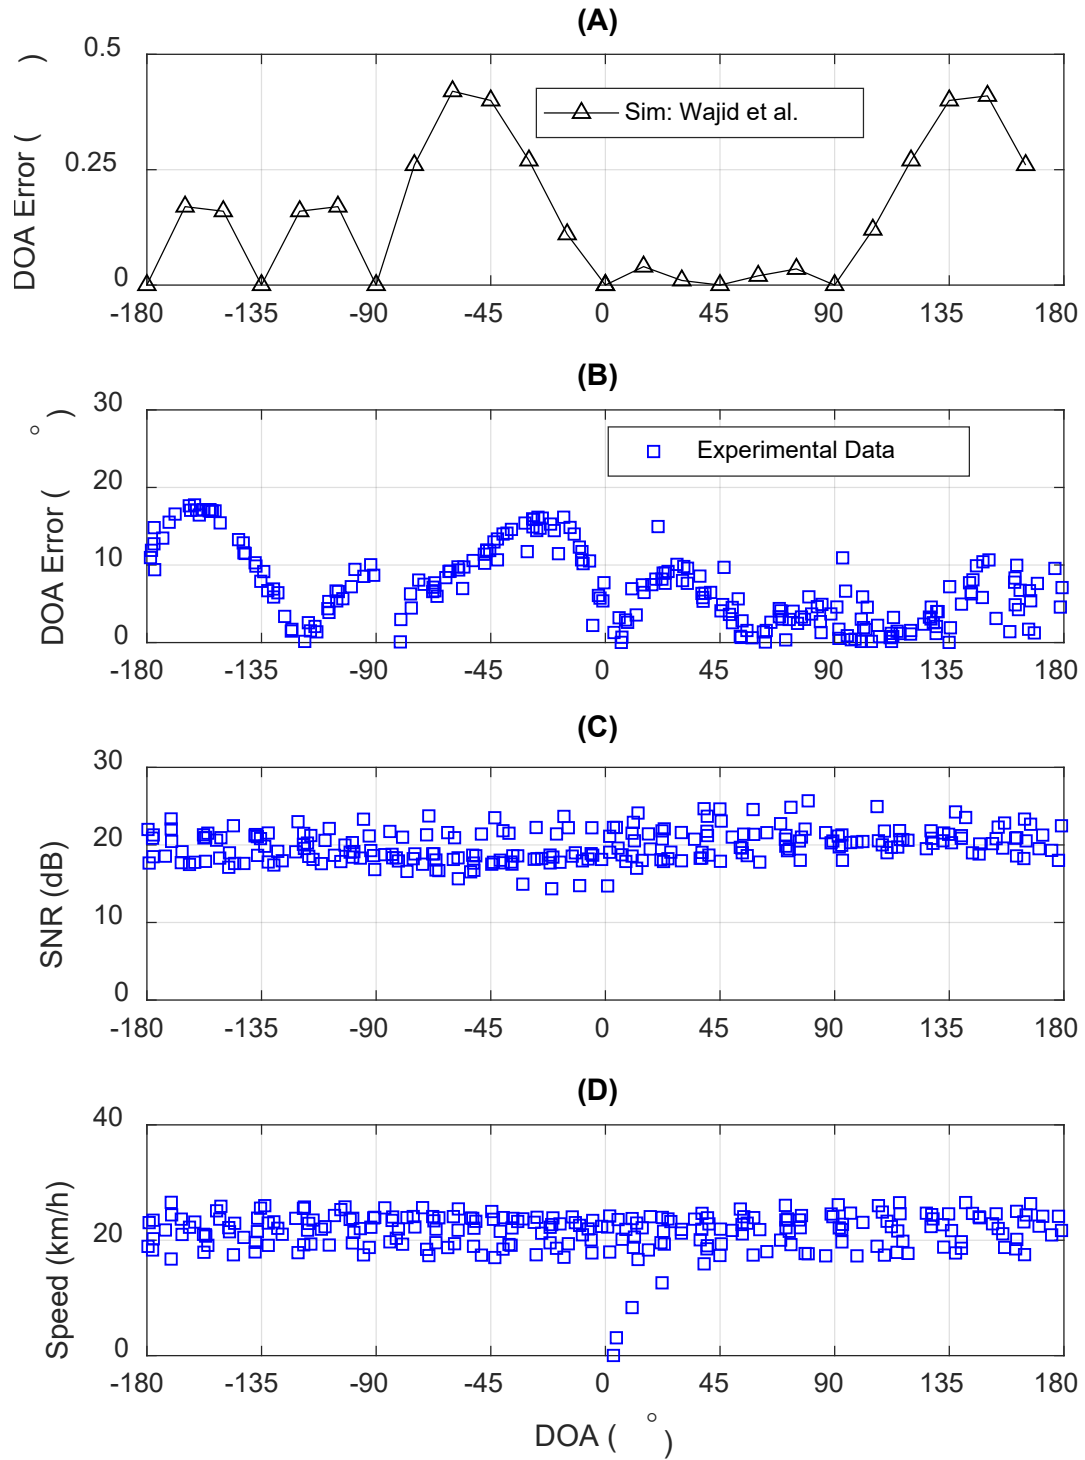 (A)
DOA Error ( )
0.5
0.25
0
Sim: Wajid et al.
-180 -135 -90 -45 0 45 90 135 180
(B)
DOA Error ( ° )
30
20
10
0
Experimental Data
-180 -135 -90 -45 0 45 90 135 180
(C)
SNR (dB)
30
20
10
0
-180 -135 -90 -45 0 45 90 135 180
(D)
Speed (km/h)
40
20
0
-180 -135 -90 -45 0 45 90 135 180
DOA ( ° )